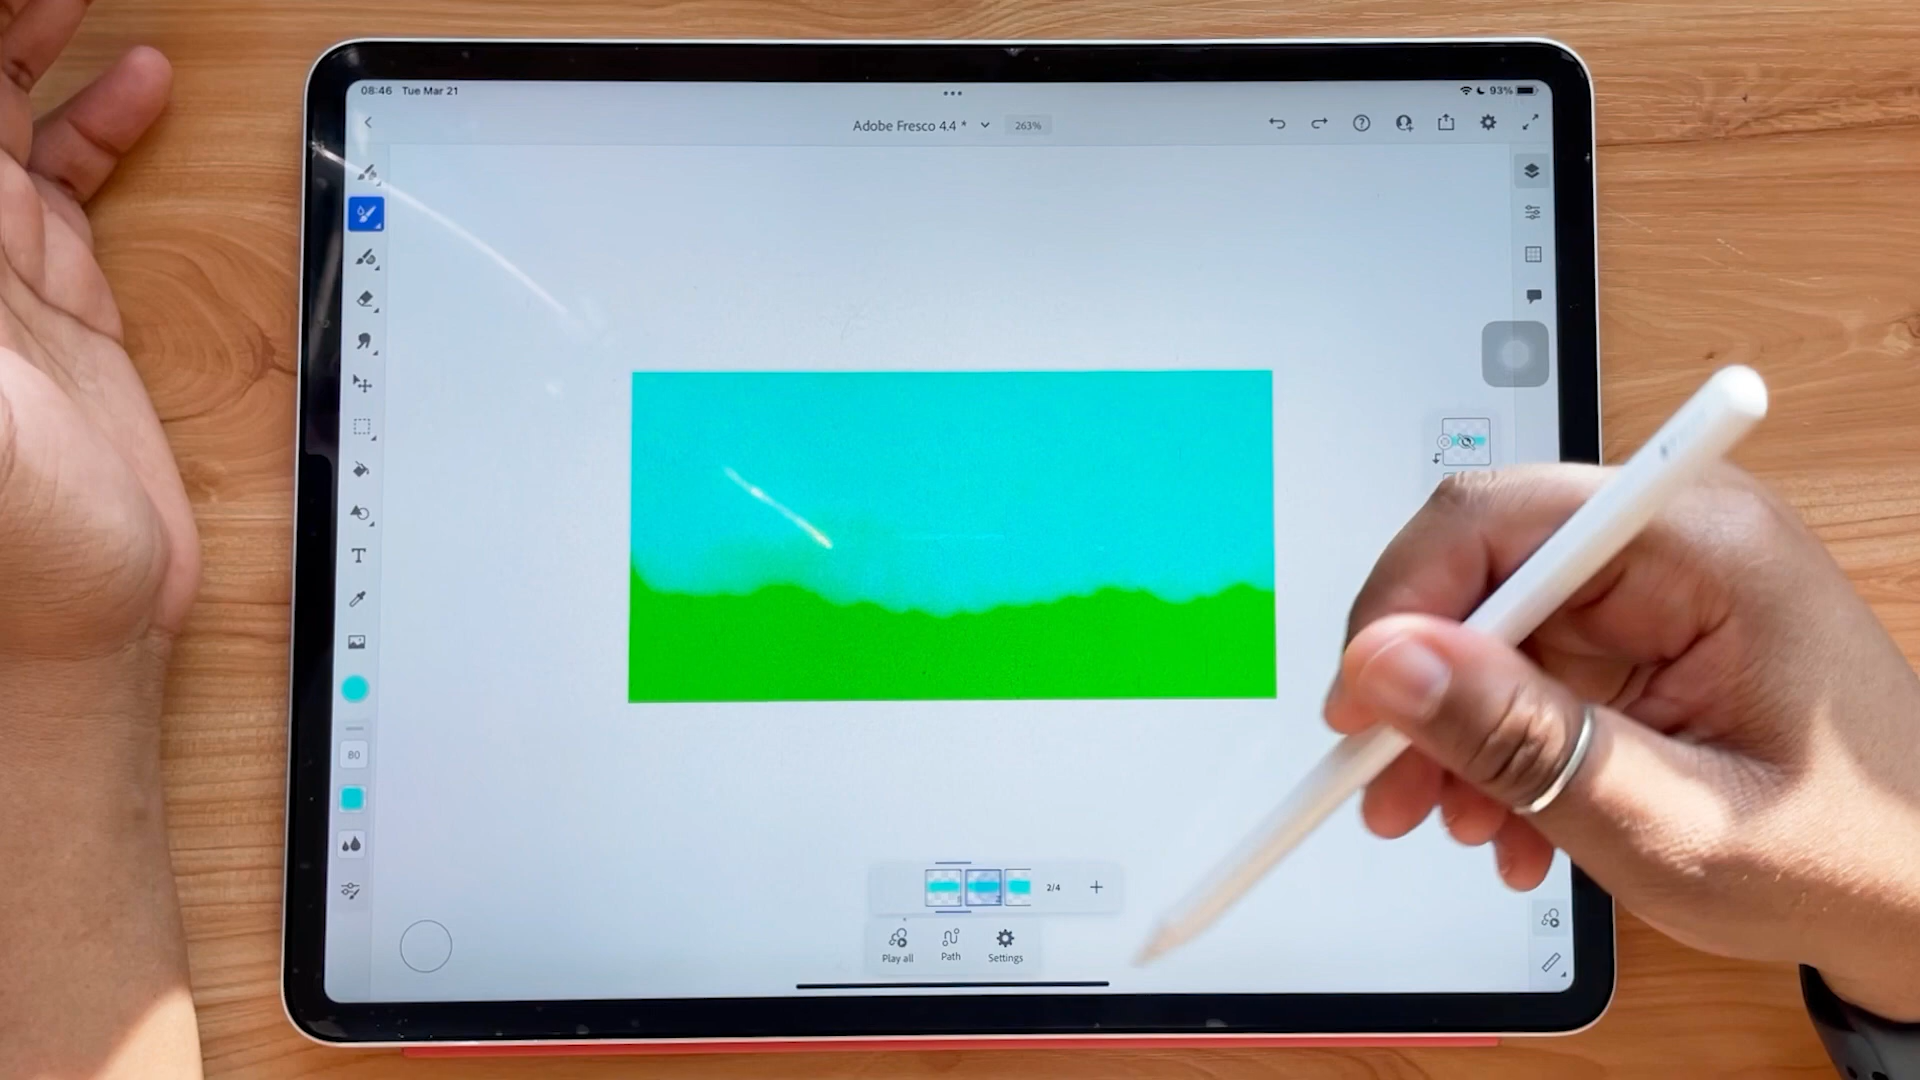 08:46 Tue Mar 21
93%
Adobe Fresco 4.4 *
263%
T
80
2/4
Play all
Path
Settings